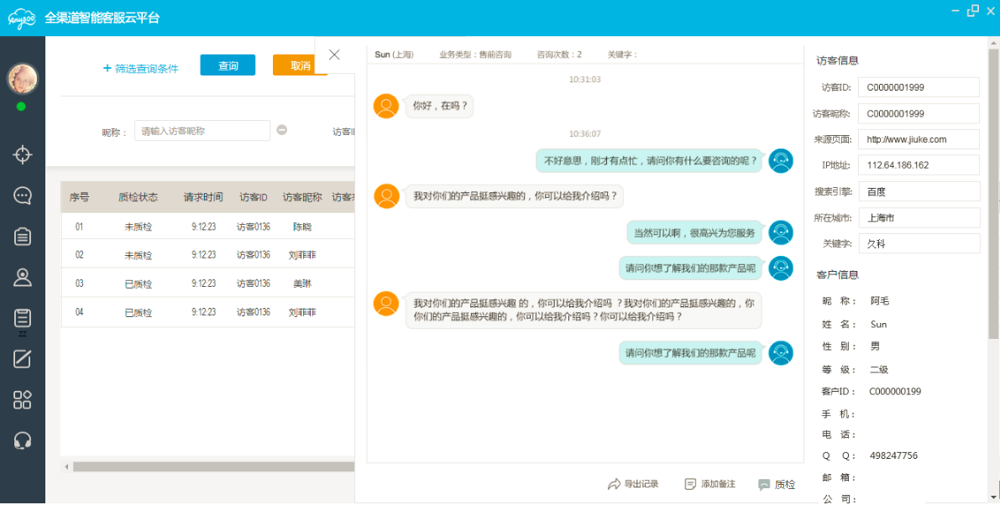 Any800 全渠道智能客服云平台
+ 筛选查询条件 查询 取消
昵称： 请输入访客昵称 访客ID
序号 质检状态 请求时间 访客ID 访客昵称 访客来
01 未质检 9:12:23 访客0136 陈晓
02 未质检 9:12:23 访客0136 刘菲菲
03 已质检 9:12:23 访客0136 美琳
04 已质检 9:12:23 访客0136 刘菲菲
zz
Sun (上海) 业务类型：售前咨询 咨询次数：2 关键字：
10:31:03
你好，在吗？
10:36:07
不好意思，刚才有点忙，请问你有什么要咨询的呢？
我对你们的产品挺感兴趣的，你可以给我介绍吗？
当然可以啊，很高兴为您服务
请问你想了解我们的那款产品呢
我对你们的产品挺感兴趣 的，你可以给我介绍吗 ？我对你们的产品挺感兴趣的，你
你们的产品挺感兴趣的，你可以给我介绍吗？你可以给我介绍吗？
请问你想了解我们的那款产品呢
导出记录 添加备注 质检
访客信息
访客ID: C0000001999
访客昵称: C0000001999
来源页面: http://www.jiuke.com
IP地址: 112.64.186.162
搜索引擎: 百度
所在城市: 上海市
关键字: 久科
客户信息
昵 称： 阿毛
姓 名： Sun
性 别： 男
等 级： 二级
客户ID： C000000199
手 机：
电 话：
Q Q： 498247756
邮 箱：
公 司：